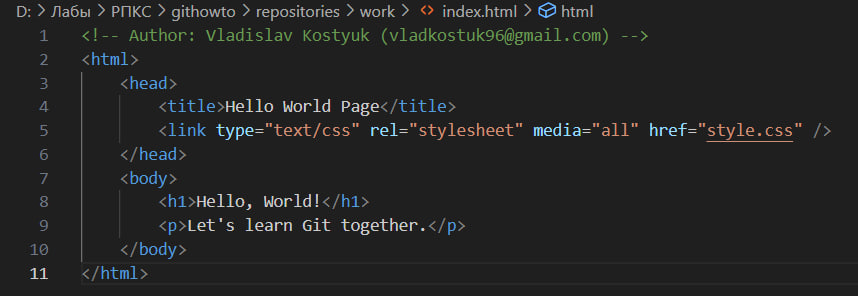 D: > Лабы > РПКС > githowto > repositories > work > <> index.html > html
1 <!-- Author: Vladislav Kostyuk (vladkostuk96@gmail.com) -->
2 <html>
3     <head>
4         <title>Hello World Page</title>
5         <link type="text/css" rel="stylesheet" media="all" href="style.css" />
6     </head>
7     <body>
8         <h1>Hello, World!</h1>
9         <p>Let's learn Git together.</p>
10     </body>
11 </html>